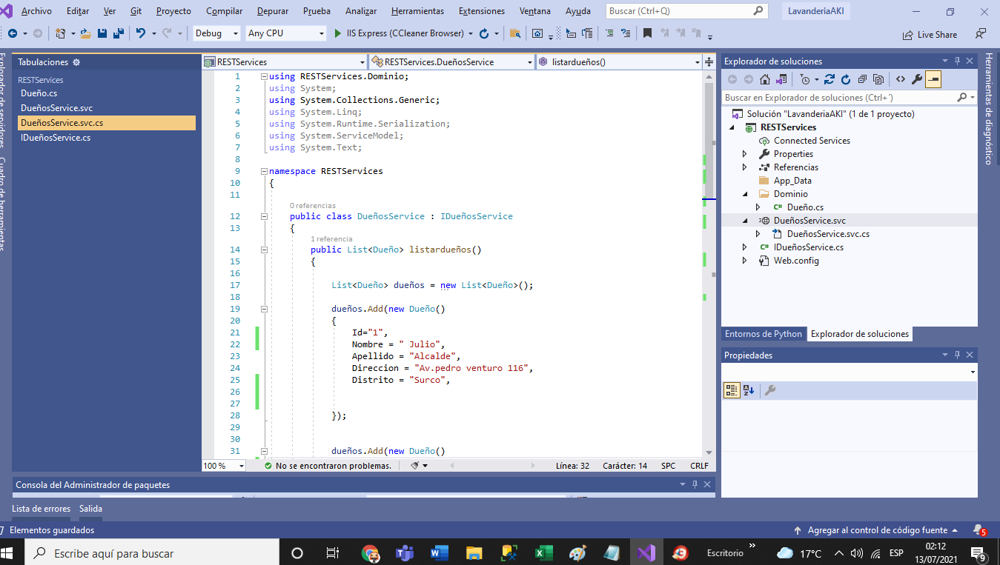 Archivo Editar Ver Git Proyecto Compilar Depurar Prueba Analizar Herramientas Extensiones Ventana Ayuda Buscar (Ctrl+Q) LavanderiaAKI
Debug Any CPU IIS Express (CCleaner Browser) Live Share
Explorador de servidores
Cuadro de herramientas
Tabulaciones
RESTServices
Dueño.cs
DueñosService.svc
DueñosService.svc.cs
IDueñosService.cs
RESTServices RESTServices.DueñosService listardueños()
1 using RESTServices.Dominio;
2 using System;
3 using System.Collections.Generic;
4 using System.Linq;
5 using System.Runtime.Serialization;
6 using System.ServiceModel;
7 using System.Text;
8
9 namespace RESTServices
10 {
11
0 referencias
12 public class DueñosService : IDueñosService
13 {
1 referencia
14 public List<Dueño> listardueños()
15 {
16
17 List<Dueño> dueños = new List<Dueño>();
18
19 dueños.Add(new Dueño()
20 {
21 Id="1",
22 Nombre = " Julio",
23 Apellido = "Alcalde",
24 Direccion = "Av.pedro venturo 116",
25 Distrito = "Surco",
26
27
28 });
29
30
31 dueños.Add(new Dueño()
100 % No se encontraron problemas. Línea: 32 Carácter: 14 SPC CRLF
Explorador de soluciones
Buscar en Explorador de soluciones (Ctrl+´)
Solución "LavanderiaAKI" (1 de 1 proyecto)
RESTServices
Connected Services
Properties
Referencias
App_Data
Dominio
C# Dueño.cs
DueñosService.svc
DueñosService.svc.cs
C# IDueñosService.cs
Web.config
Entornos de Python Explorador de soluciones
Propiedades
Herramientas de diagnóstico
Consola del Administrador de paquetes
Lista de errores Salida
Elementos guardados Agregar al control de código fuente 5
Escribe aquí para buscar Escritorio 17°C ESP 02:12
13/07/2021 9